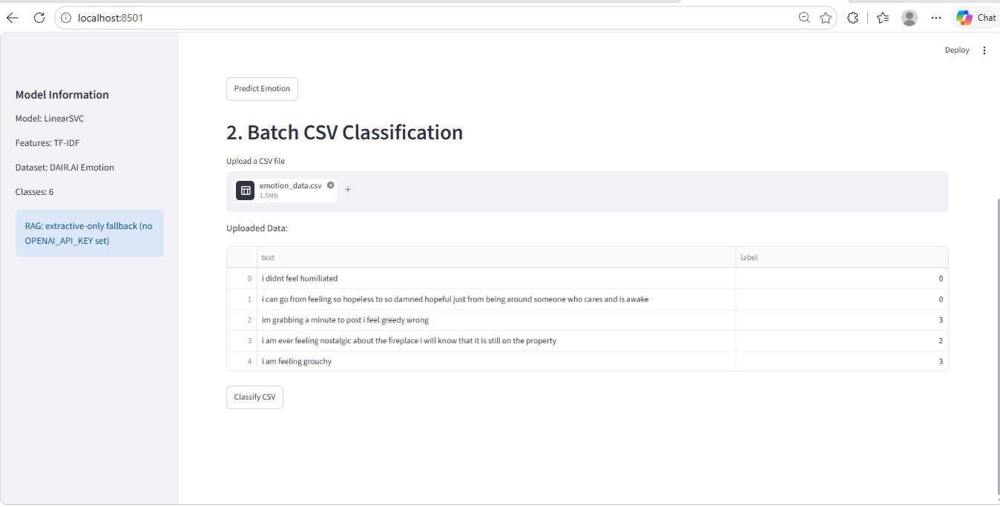 localhost:8501
Chat
Deploy
Model Information
Model: LinearSVC
Features: TF-IDF
Dataset: DAIR.AI Emotion
Classes: 6
RAG: extractive-only fallback (no
OPENAI_API_KEY set)
Predict Emotion
2. Batch CSV Classification
Upload a CSV file
emotion_data.csv
1.5MB
Uploaded Data:
text label
0 i didnt feel humiliated 0
1 i can go from feeling so hopeless to so damned hopeful just from being around someone who cares and is awake 0
2 im grabbing a minute to post i feel greedy wrong 3
3 i am ever feeling nostalgic about the fireplace i will know that it is still on the property 2
4 i am feeling grouchy 3
Classify CSV